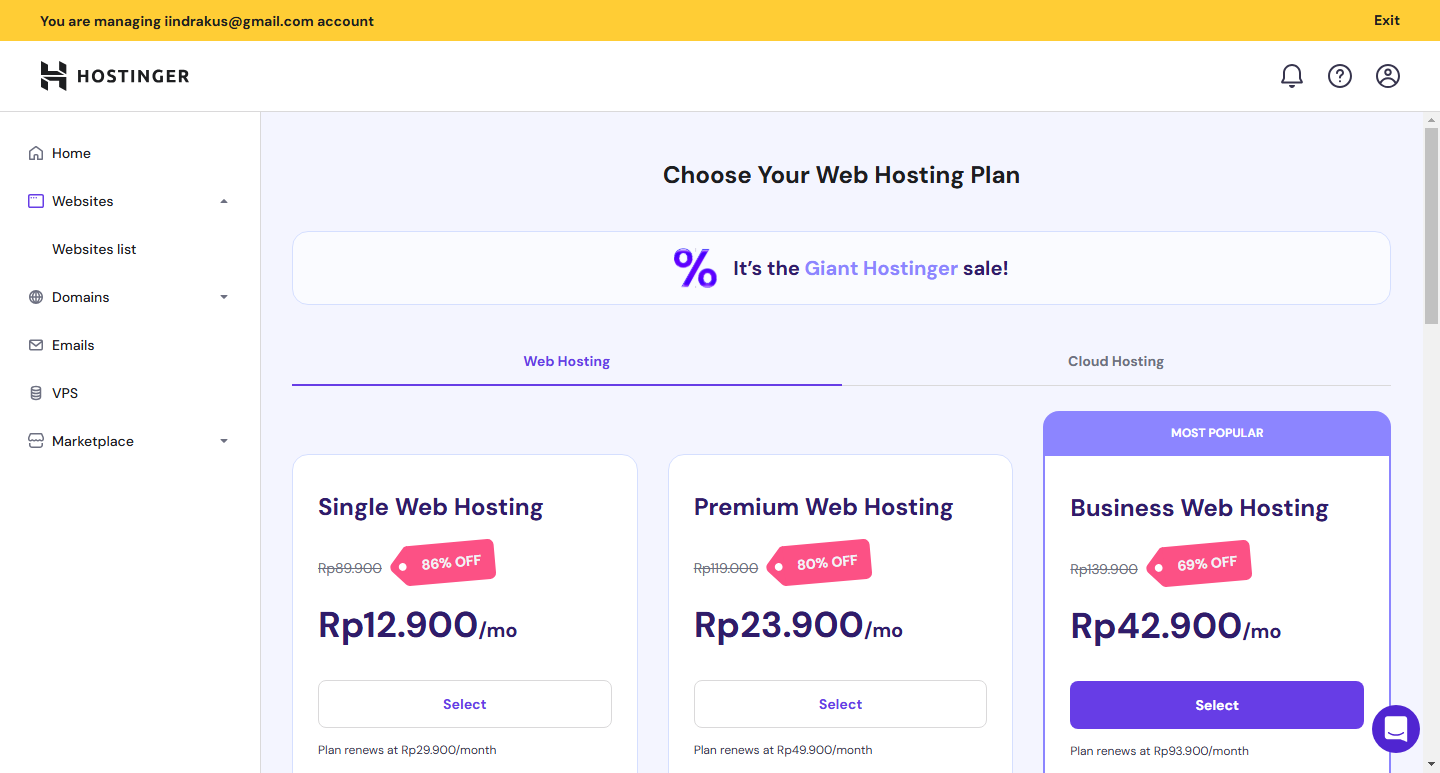 You are managing iindrakus@gmail.com account
Exit
HOSTINGER
Home
Websites
Websites list
Domains
Emails
VPS
Marketplace
Choose Your Web Hosting Plan
% It's the Giant Hostinger sale!
Web Hosting
Cloud Hosting
Single Web Hosting
Rp89.900 86% OFF
Rp12.900/mo
Select
Plan renews at Rp29.900/month
Premium Web Hosting
Rp119.000 80% OFF
Rp23.900/mo
Select
Plan renews at Rp49.900/month
MOST POPULAR
Business Web Hosting
Rp139.900 69% OFF
Rp42.900/mo
Select
Plan renews at Rp93.900/month